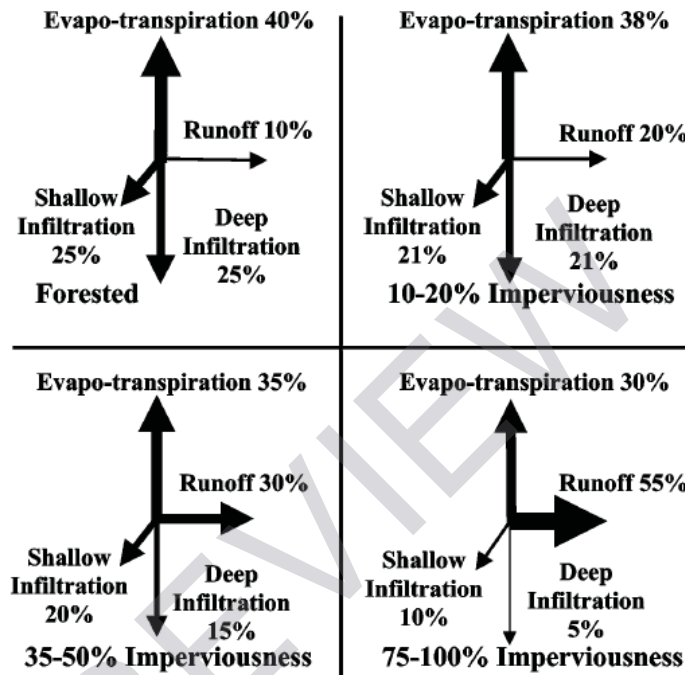 Evapo-transpiration 40%
Runoff 10%
Shallow
Infiltration
25%
Deep
Infiltration
25%
Forested
Evapo-transpiration 38%
Runoff 20%
Shallow
Infiltration
21%
Deep
Infiltration
21%
10-20% Imperviousness
Evapo-transpiration 35%
Runoff 30%
Shallow
Infiltration
20%
Deep
Infiltration
15%
35-50% Imperviousness
Evapo-transpiration 30%
Runoff 55%
Shallow
Infiltration
10%
Deep
Infiltration
5%
75-100% Imperviousness